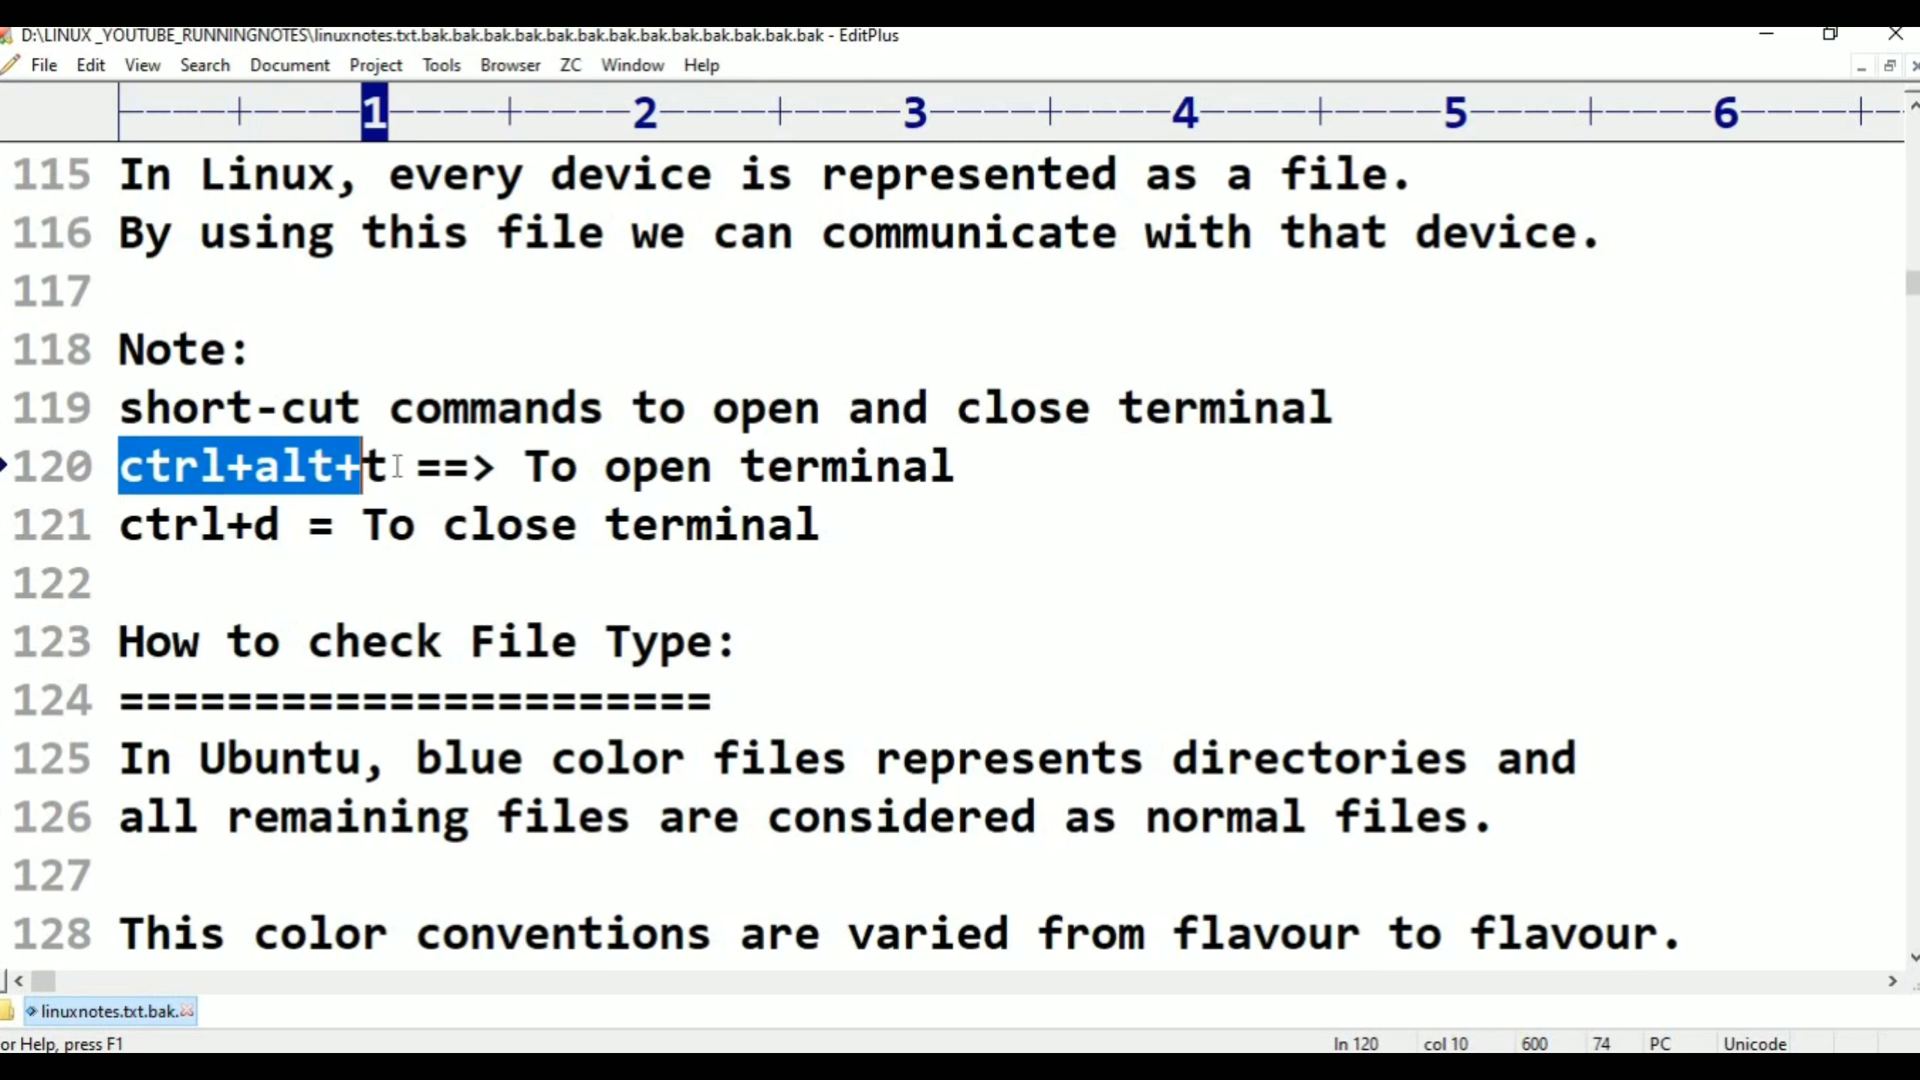 D:\LINUX _YOUTUBE_RUNNINGNOTES\linuxnotes.txt.bak.bak.bak.bak.bak.bak.bak.bak.bak.bak.bak.bak.bak - EditPlus
File Edit View Search Document Project Tools Browser ZC Window Help
1 2 3 4 5 6
115 In Linux, every device is represented as a file.
116 By using this file we can communicate with that device.
117
118 Note:
119 short-cut commands to open and close terminal
120 ctrl+alt+t ==> To open terminal
121 ctrl+d = To close terminal
122
123 How to check File Type:
124 ======================
125 In Ubuntu, blue color files represents directories and
126 all remaining files are considered as normal files.
127
128 This color conventions are varied from flavour to flavour.
linuxnotes.txt.bak.
or Help, press F1 ln 120 col 10 600 74 PC Unicode